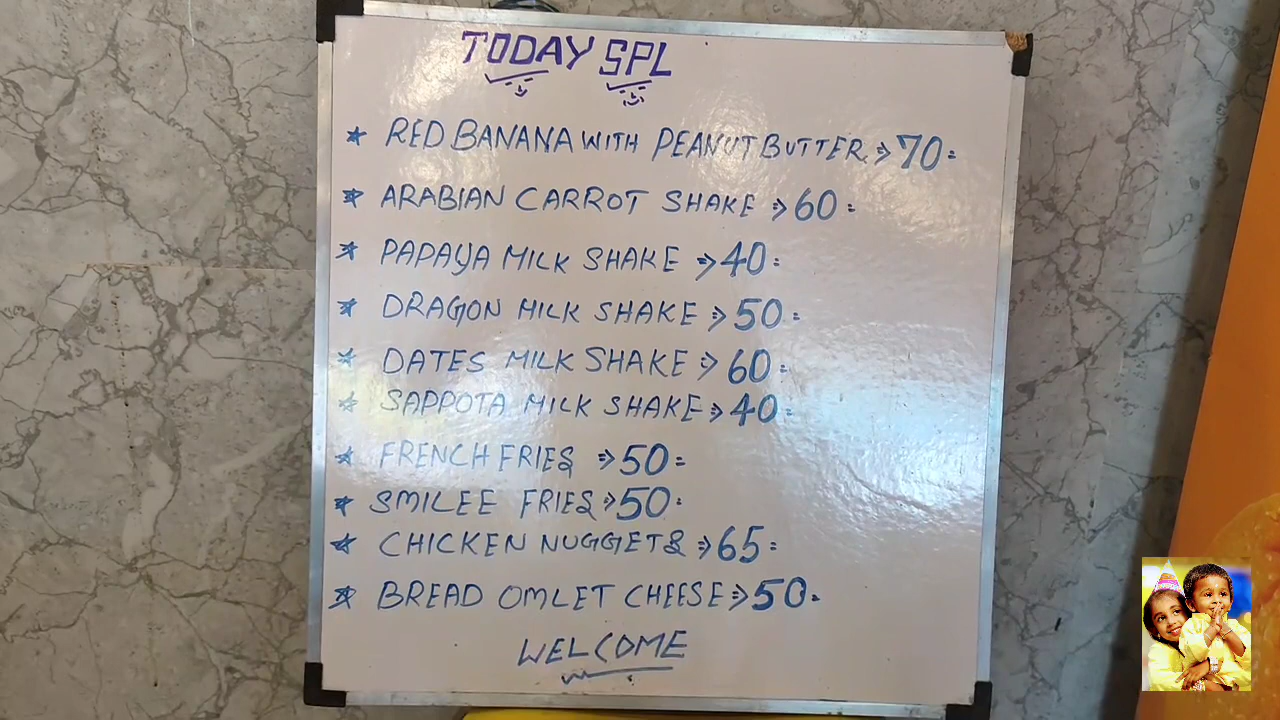 TODAY SPL
★ RED BANANA WITH PEANUT BUTTER => 70=
★ ARABIAN CARROT SHAKE => 60=
★ PAPAYA MILK SHAKE => 40=
★ DRAGON MILK SHAKE => 50=
★ DATES MILK SHAKE => 60=
★ SAPPOTA MILK SHAKE => 40=
★ FRENCH FRIES => 50=
★ SMILEE FRIES => 50=
★ CHICKEN NUGGETS => 65=
★ BREAD OMLET CHEESE => 50=
WELCOME